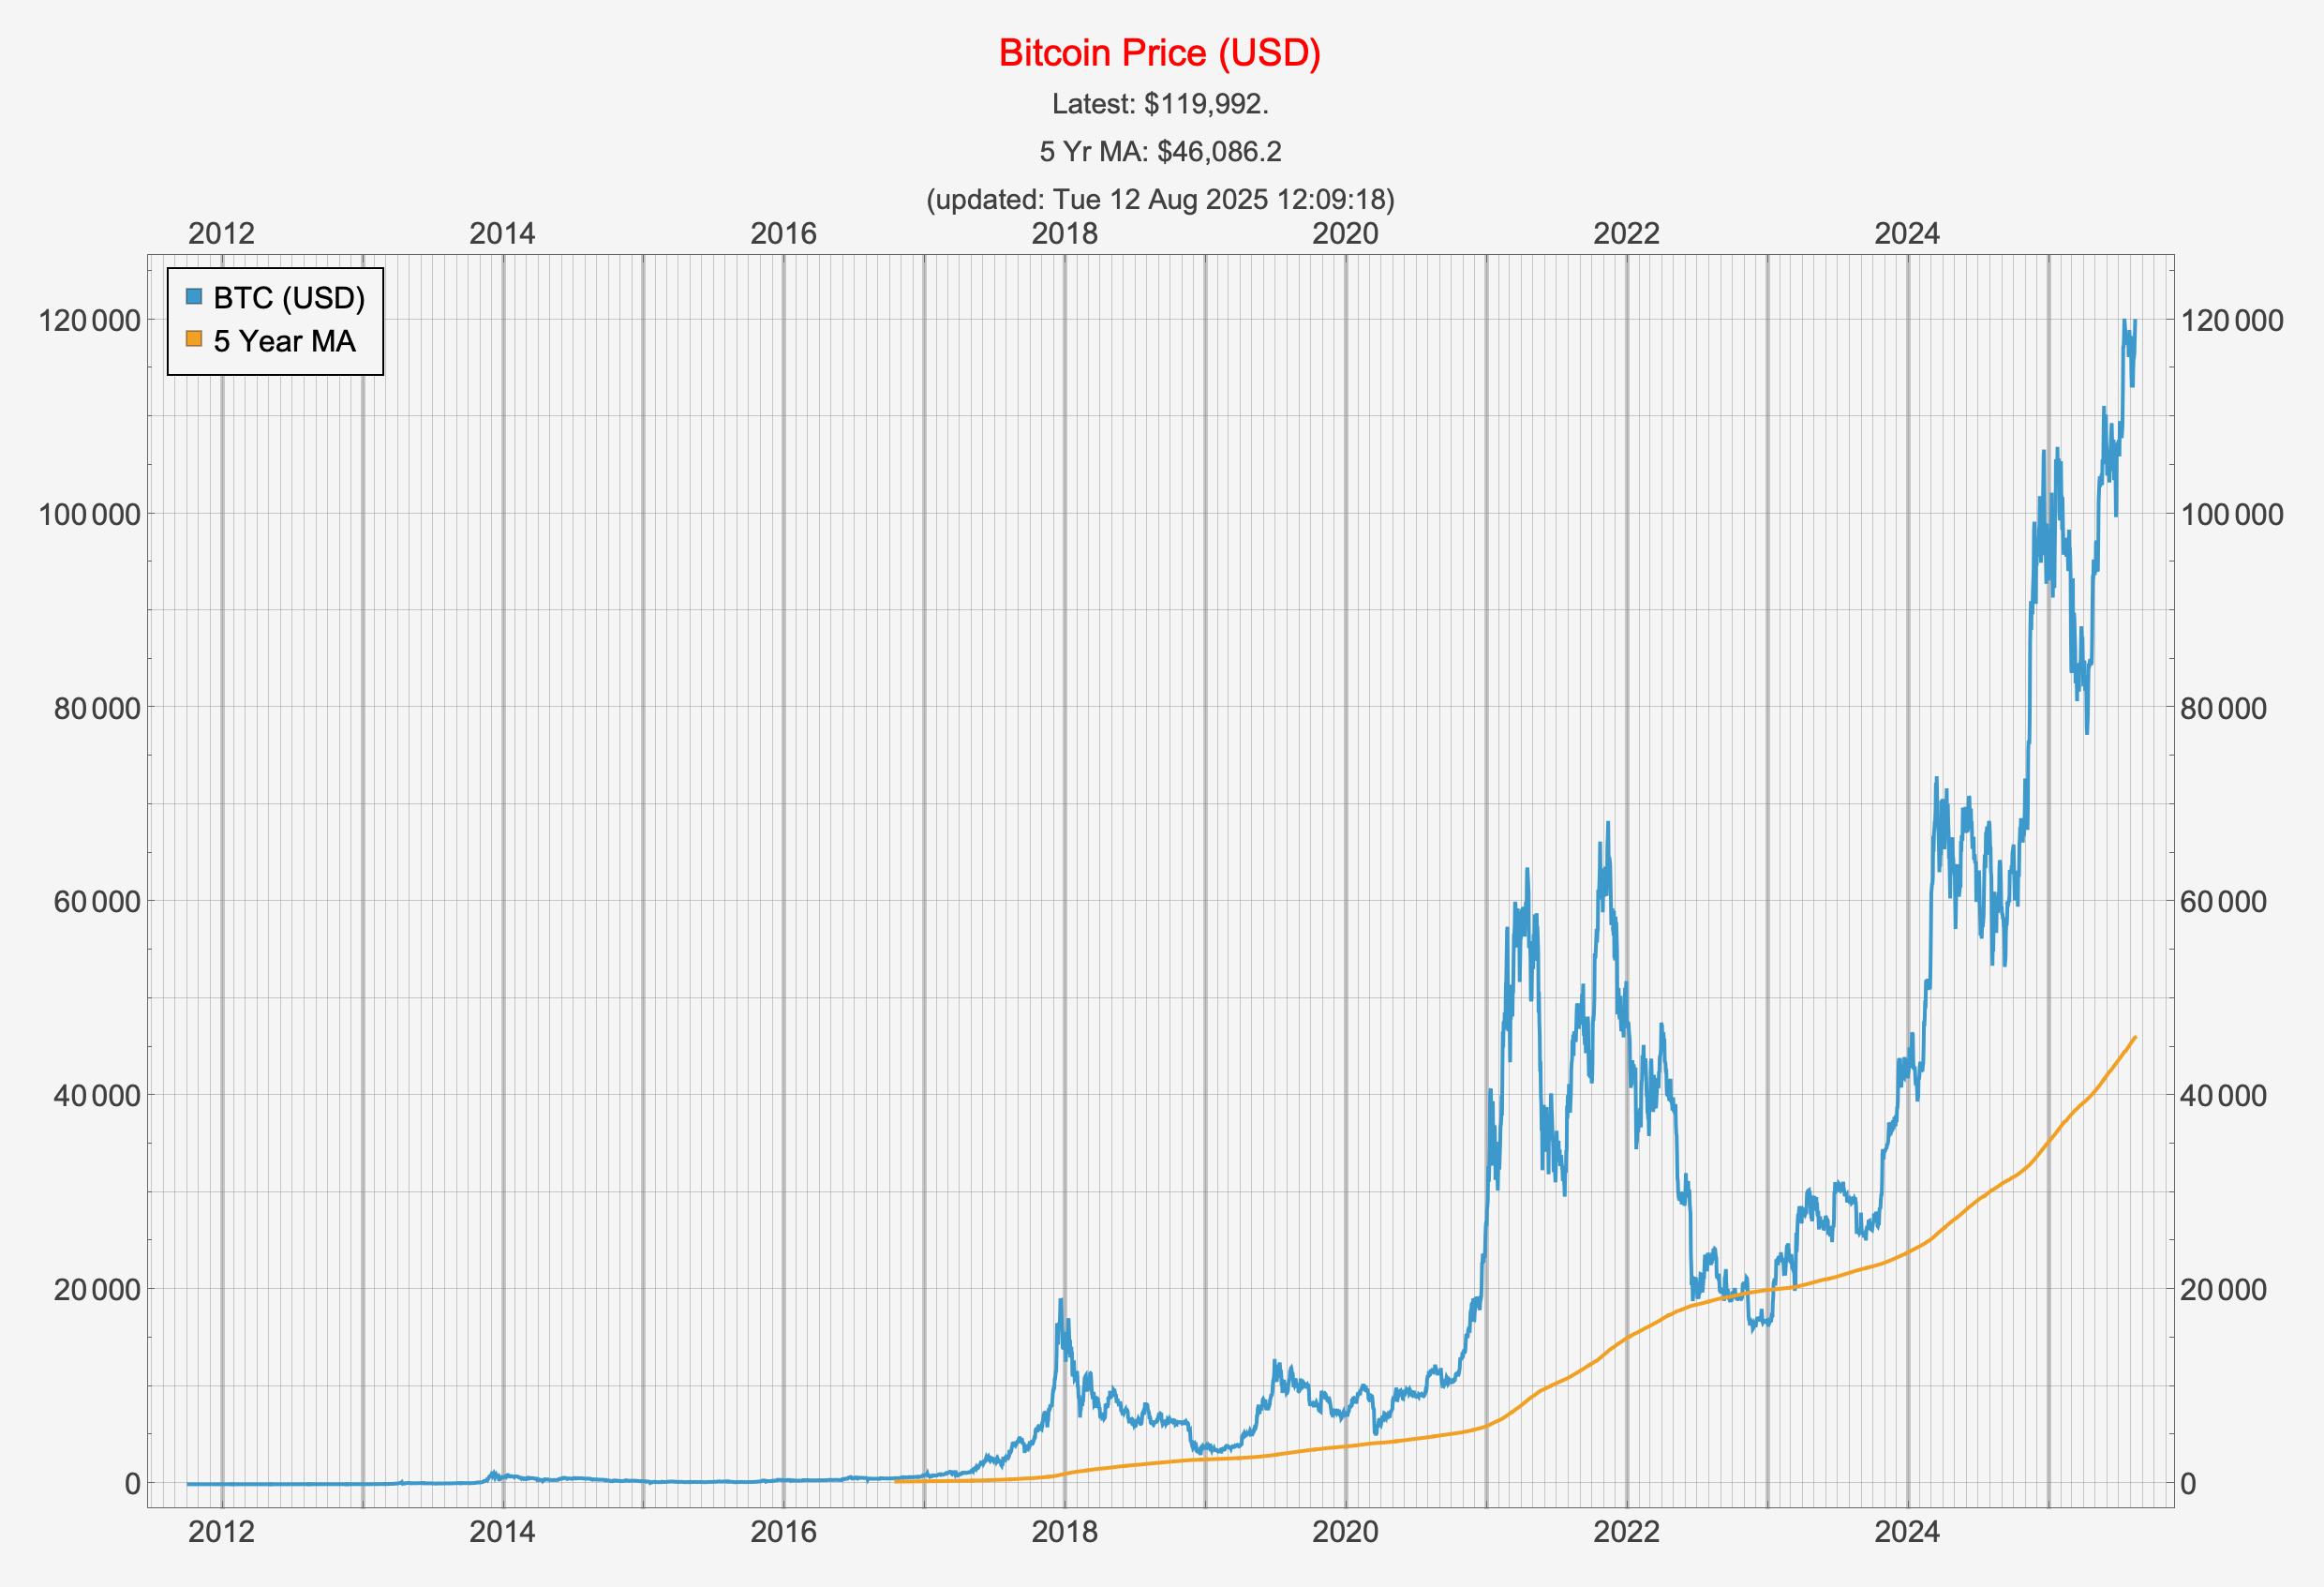 Bitcoin Price (USD)
Latest: $119,992.
5 Yr MA: $46,086.2
(updated: Tue 12 Aug 2025 12:09:18)
2012 2014 2016 2018 2020 2022 2024
BTC (USD)
5 Year MA
120 000 120 000
100 000 100 000
80 000 80 000
60 000 60 000
40 000 40 000
20 000 20 000
0 0
2012 2014 2016 2018 2020 2022 2024